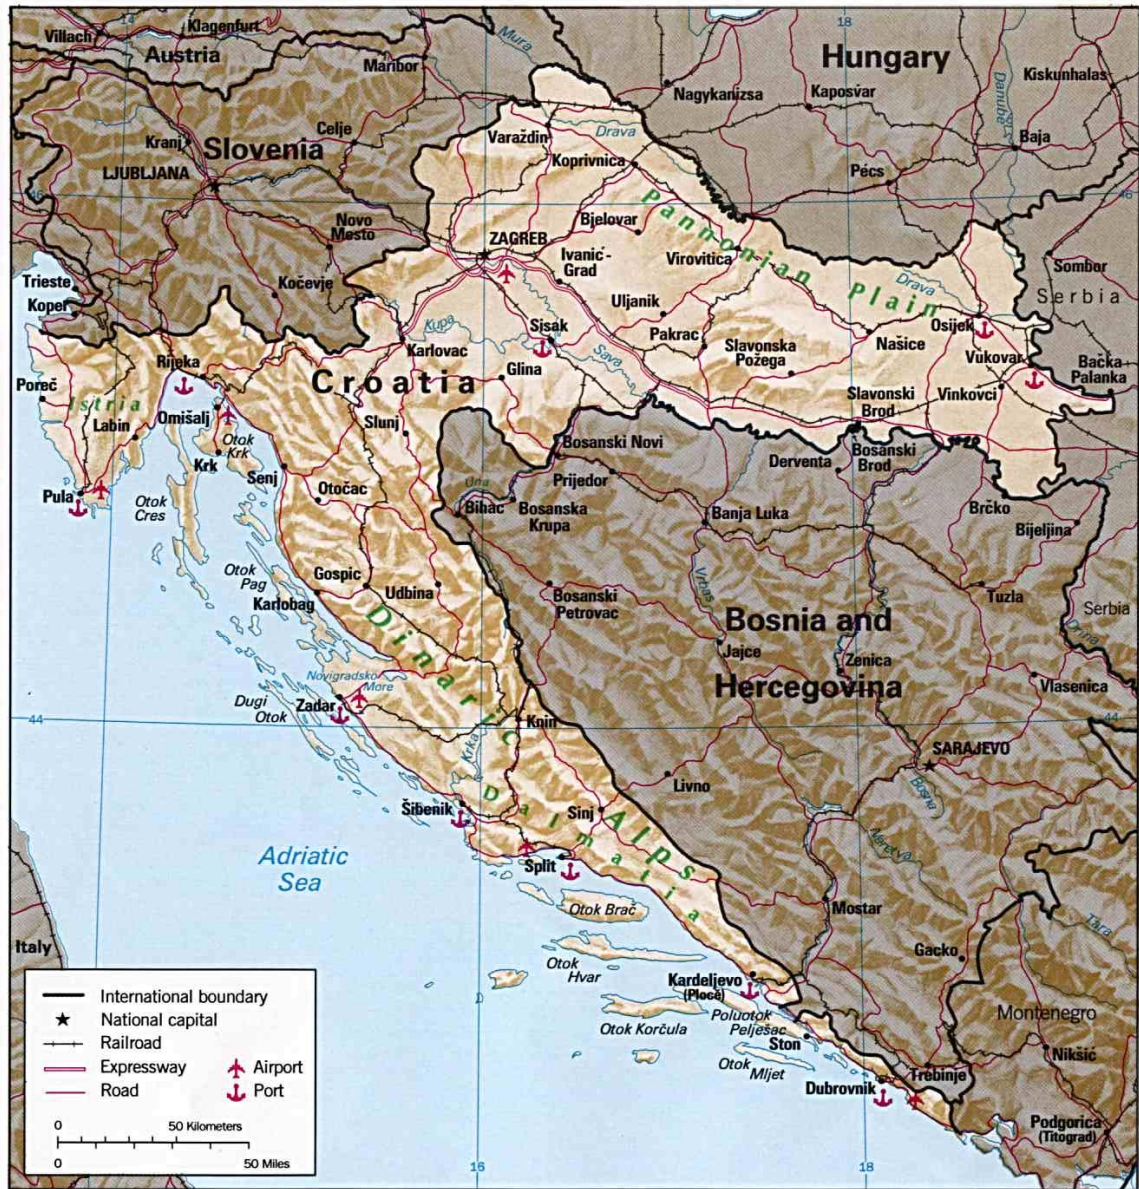 14
18
Villach
Klagenfurt
Austria
Mura
Hungary
Maribor
Nagykanizsa
Kaposvár
Danube
Kiskunhalas
Varaždin
Drava
Celje
Kranj
Slovenia
Koprivnica
Baja
Pécs
LJUBLJANA
46
46
Bjelovar
Pannonian Plain
Novo
Mesto
ZAGREB
Ivanić-
Grad
Virovitica
Sombor
Trieste
Kočevje
Drava
Serbia
Koper
Kupa
Sisak
Uljanik
Osijek
Pakrac
Našice
Rijeka
Karlovac
Sava
Slavonska
Požega
Vukovar
Bačka
Palanka
Poreč
Croatia
Glina
Istria
Omišalj
Slavonski
Brod
Vinkovci
Labin
Slunj
Otok
Krk
Bosanski Novi
Bosanski
Brod
Krk
Derventa
Senj
Una
Prijedor
Pula
Otok
Cres
Otočac
Bihać
Bosanska
Krupa
Banja Luka
Brčko
Bijeljina
Otok
Pag
Gospic
Vrbas
Karlobag
Udbina
Bosanski
Petrovac
Tuzla
Serbia
Dinaric Alps
Bosnia and
Hercegovina
Drina
Jajce
Zenica
Novigradsko
More
Vlasenica
Dugi
Otok
Zadar
44
44
Knin
Krka
SARAJEVO
Livno
Bosna
Dalmatia
Šibenik
Sinj
Neretva
Adriatic
Sea
Split
Otok Brač
Mostar
Tara
Italy
Gacko
Otok
Hvar
Kardeljevo
(Ploče)
Otok Korčula
Poluotok
Pelješac
Montenegro
Ston
Otok
Mljet
Nikšić
Trebinje
Dubrovnik
Podgorica
(Titograd)
16
18
International boundary
National capital
Railroad
Expressway
Airport
Road
Port
0
50 Kilometers
0
50 Miles